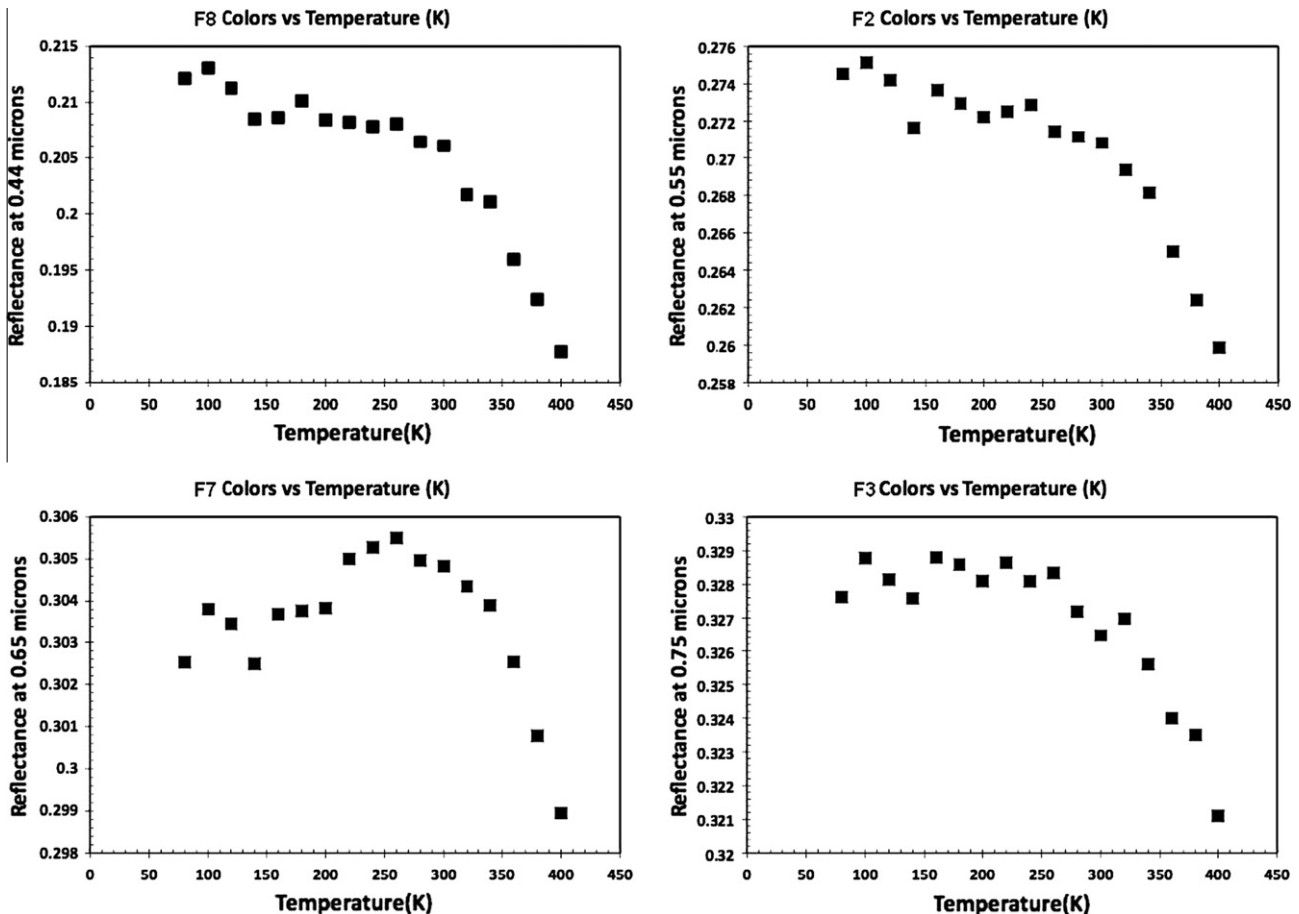 F8 Colors vs Temperature (K)
Reflectance at 0.44 microns
0.215
0.21
0.205
0.2
0.195
0.19
0.185
0 50 100 150 200 250 300 350 400 450
Temperature(K)
F2 Colors vs Temperature (K)
Reflectance at 0.55 microns
0.276
0.274
0.272
0.27
0.268
0.266
0.264
0.262
0.26
0.258
0 50 100 150 200 250 300 350 400 450
Temperature(K)
F7 Colors vs Temperature (K)
Reflectance at 0.65 microns
0.306
0.305
0.304
0.303
0.302
0.301
0.3
0.299
0.298
0 50 100 150 200 250 300 350 400 450
Temperature(K)
F3 Colors vs Temperature (K)
Reflectance at 0.75 microns
0.33
0.329
0.328
0.327
0.326
0.325
0.324
0.323
0.322
0.321
0.32
0 50 100 150 200 250 300 350 400 450
Temperature(K)